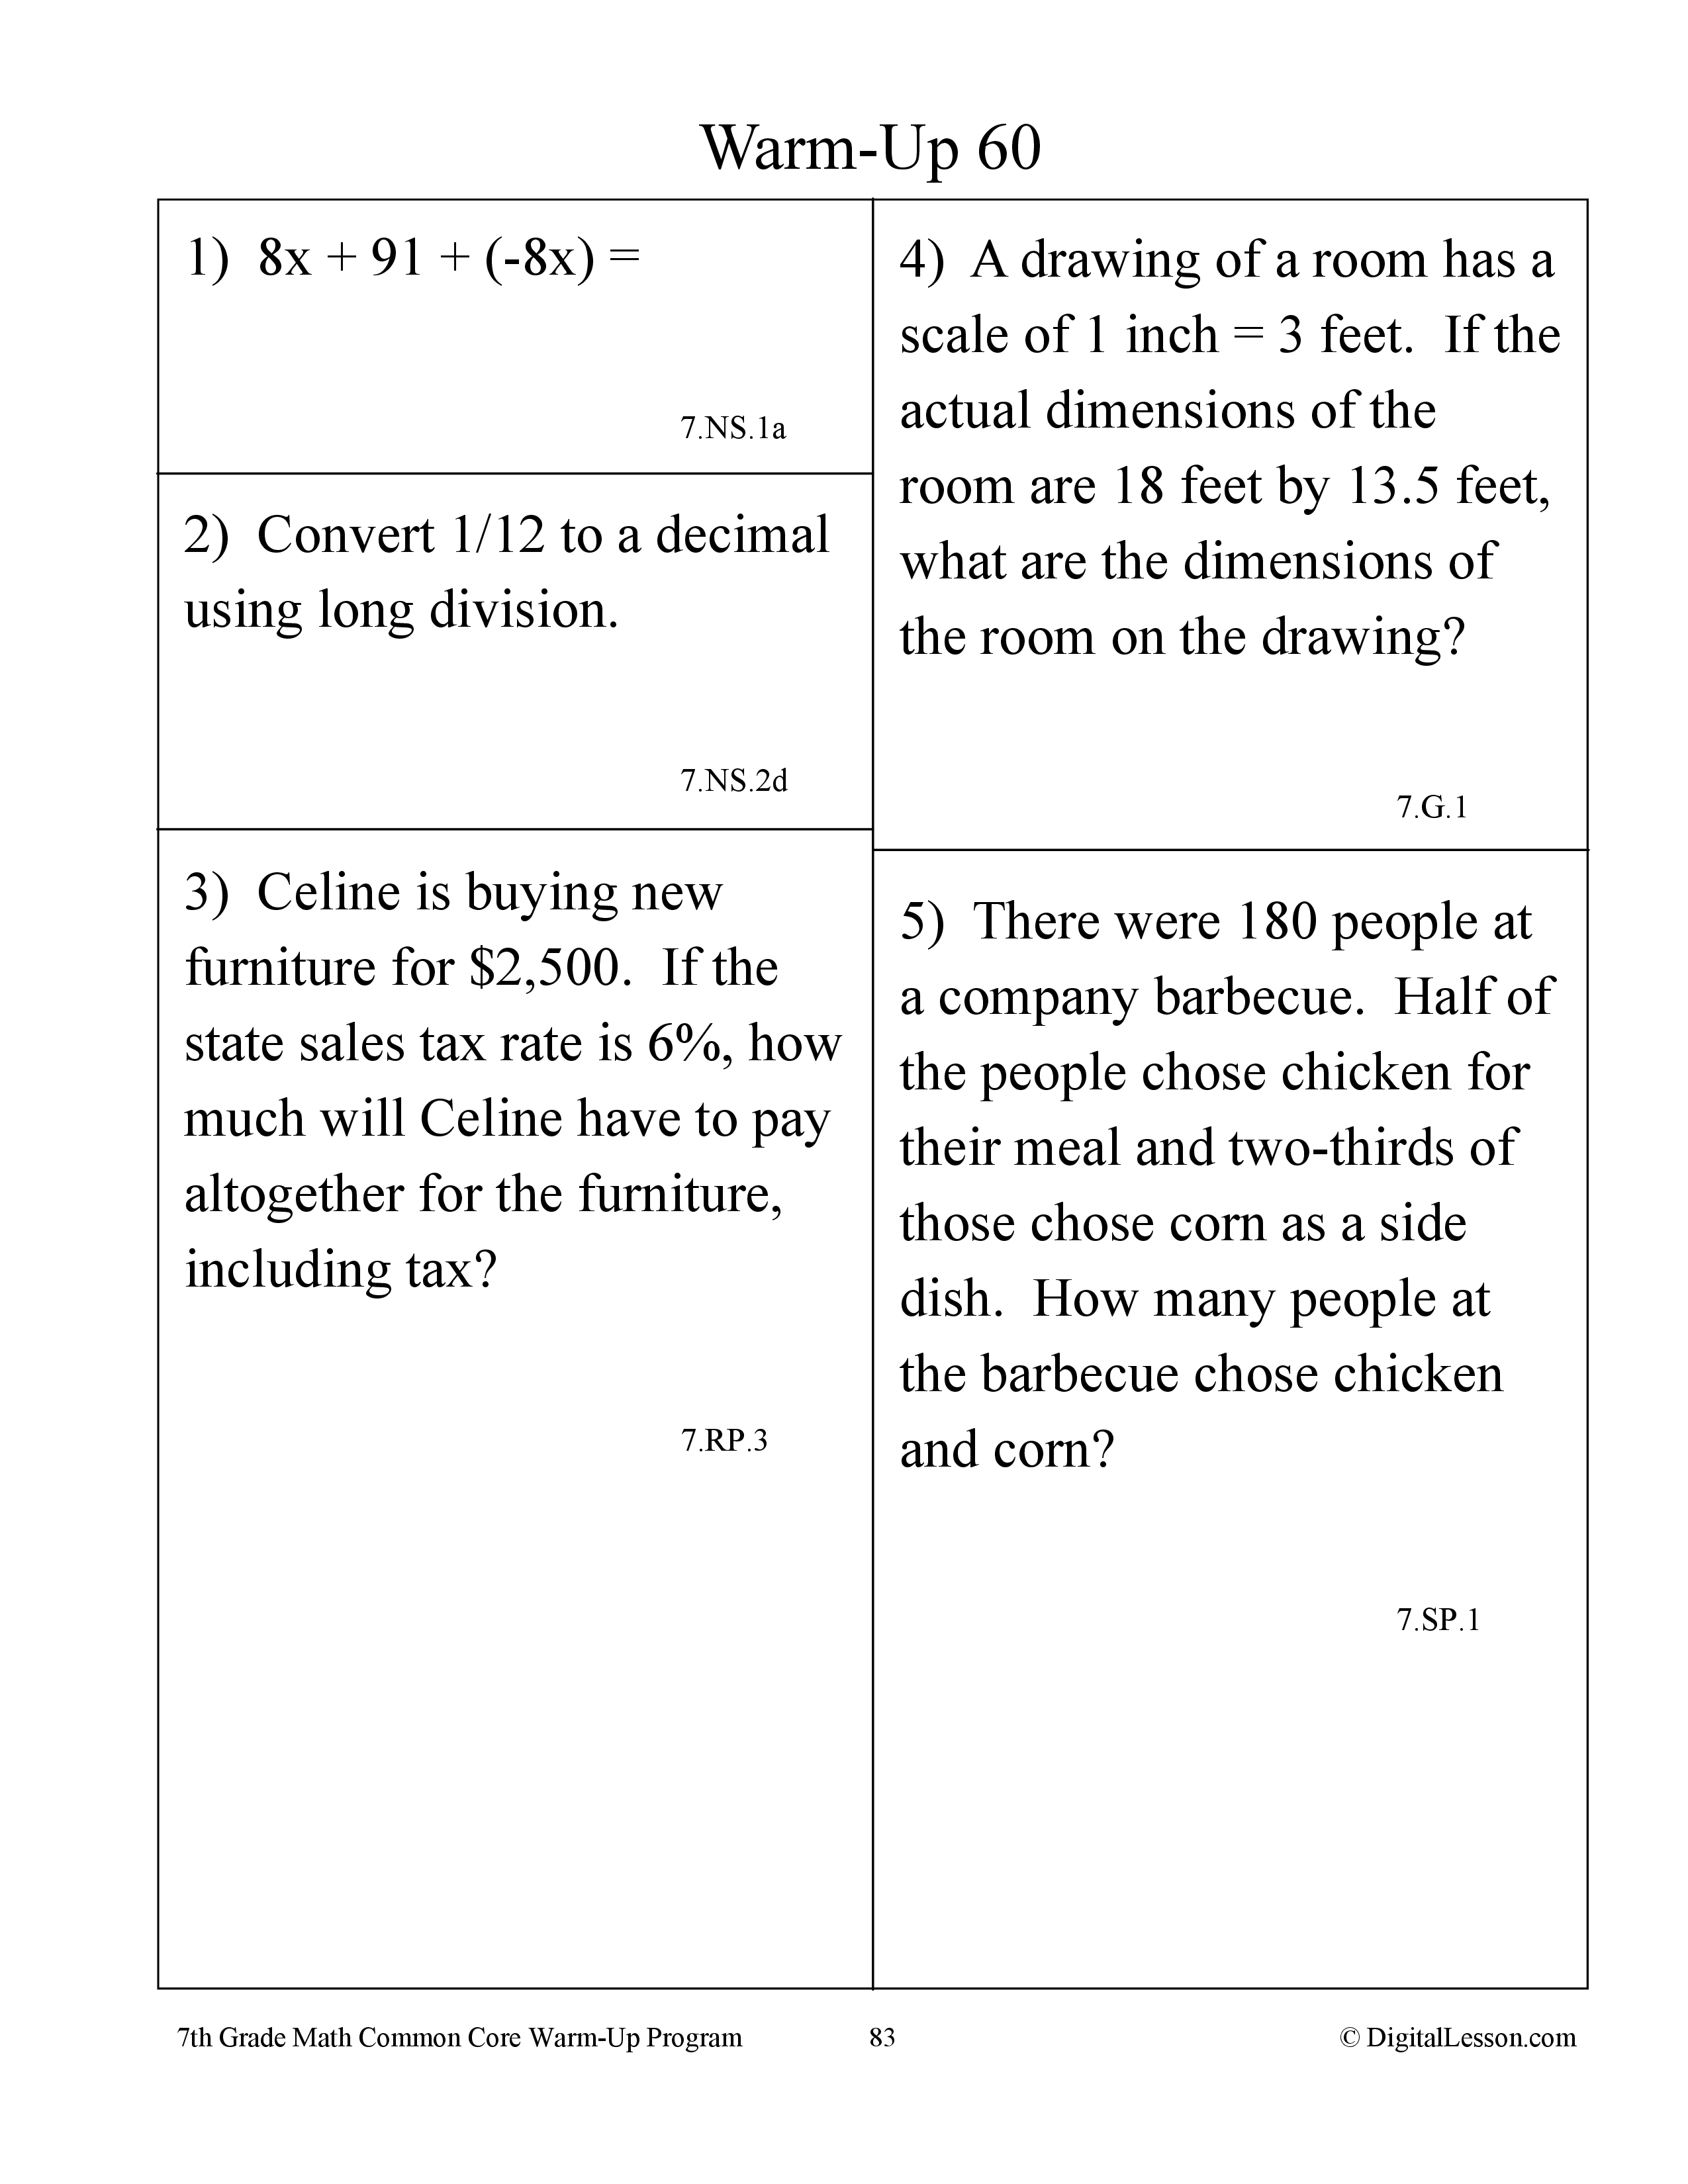 Warm-Up 60
1)  8x + 91 + (-8x) =
7.NS.1a
2)  Convert 1/12 to a decimal
using long division.
7.NS.2d
3)  Celine is buying new
furniture for $2,500.  If the
state sales tax rate is 6%, how
much will Celine have to pay
altogether for the furniture,
including tax?
7.RP.3
4)  A drawing of a room has a
scale of 1 inch = 3 feet.  If the
actual dimensions of the
room are 18 feet by 13.5 feet,
what are the dimensions of
the room on the drawing?
7.G.1
5)  There were 180 people at
a company barbecue.  Half of
the people chose chicken for
their meal and two-thirds of
those chose corn as a side
dish.  How many people at
the barbecue chose chicken
and corn?
7.SP.1
7th Grade Math Common Core Warm-Up Program
83
© DigitalLesson.com